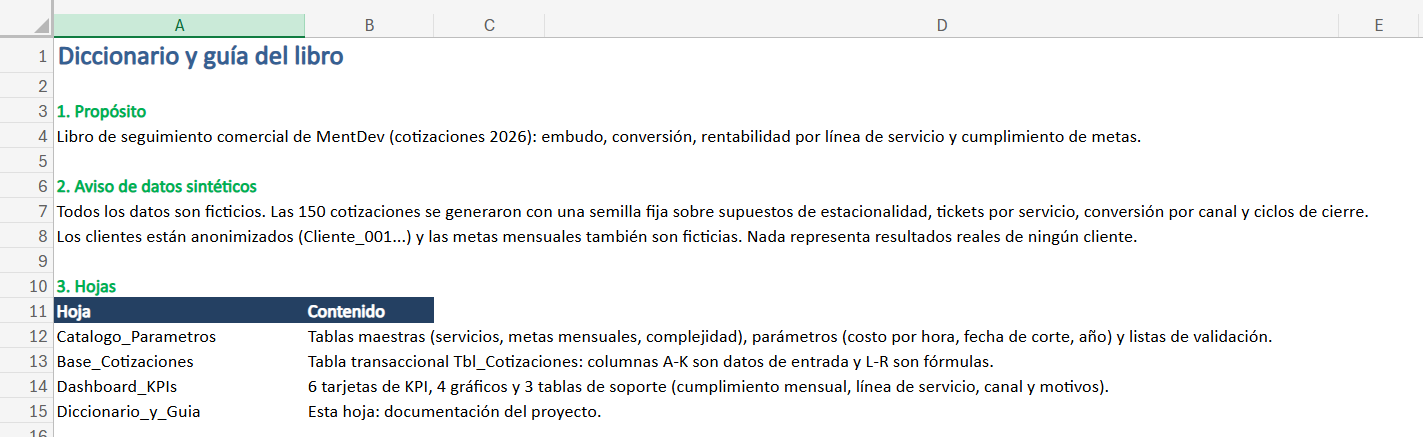 A B C D E
1 Diccionario y guía del libro
2
3 1. Propósito
4 Libro de seguimiento comercial de MentDev (cotizaciones 2026): embudo, conversión, rentabilidad por línea de servicio y cumplimiento de metas.
5
6 2. Aviso de datos sintéticos
7 Todos los datos son ficticios. Las 150 cotizaciones se generaron con una semilla fija sobre supuestos de estacionalidad, tickets por servicio, conversión por canal y ciclos de cierre.
8 Los clientes están anonimizados (Cliente_001...) y las metas mensuales también son ficticias. Nada representa resultados reales de ningún cliente.
9
10 3. Hojas
11 Hoja Contenido
12 Catalogo_Parametros Tablas maestras (servicios, metas mensuales, complejidad), parámetros (costo por hora, fecha de corte, año) y listas de validación.
13 Base_Cotizaciones Tabla transaccional Tbl_Cotizaciones: columnas A-K son datos de entrada y L-R son fórmulas.
14 Dashboard_KPIs 6 tarjetas de KPI, 4 gráficos y 3 tablas de soporte (cumplimiento mensual, línea de servicio, canal y motivos).
15 Diccionario_y_Guia Esta hoja: documentación del proyecto.
16